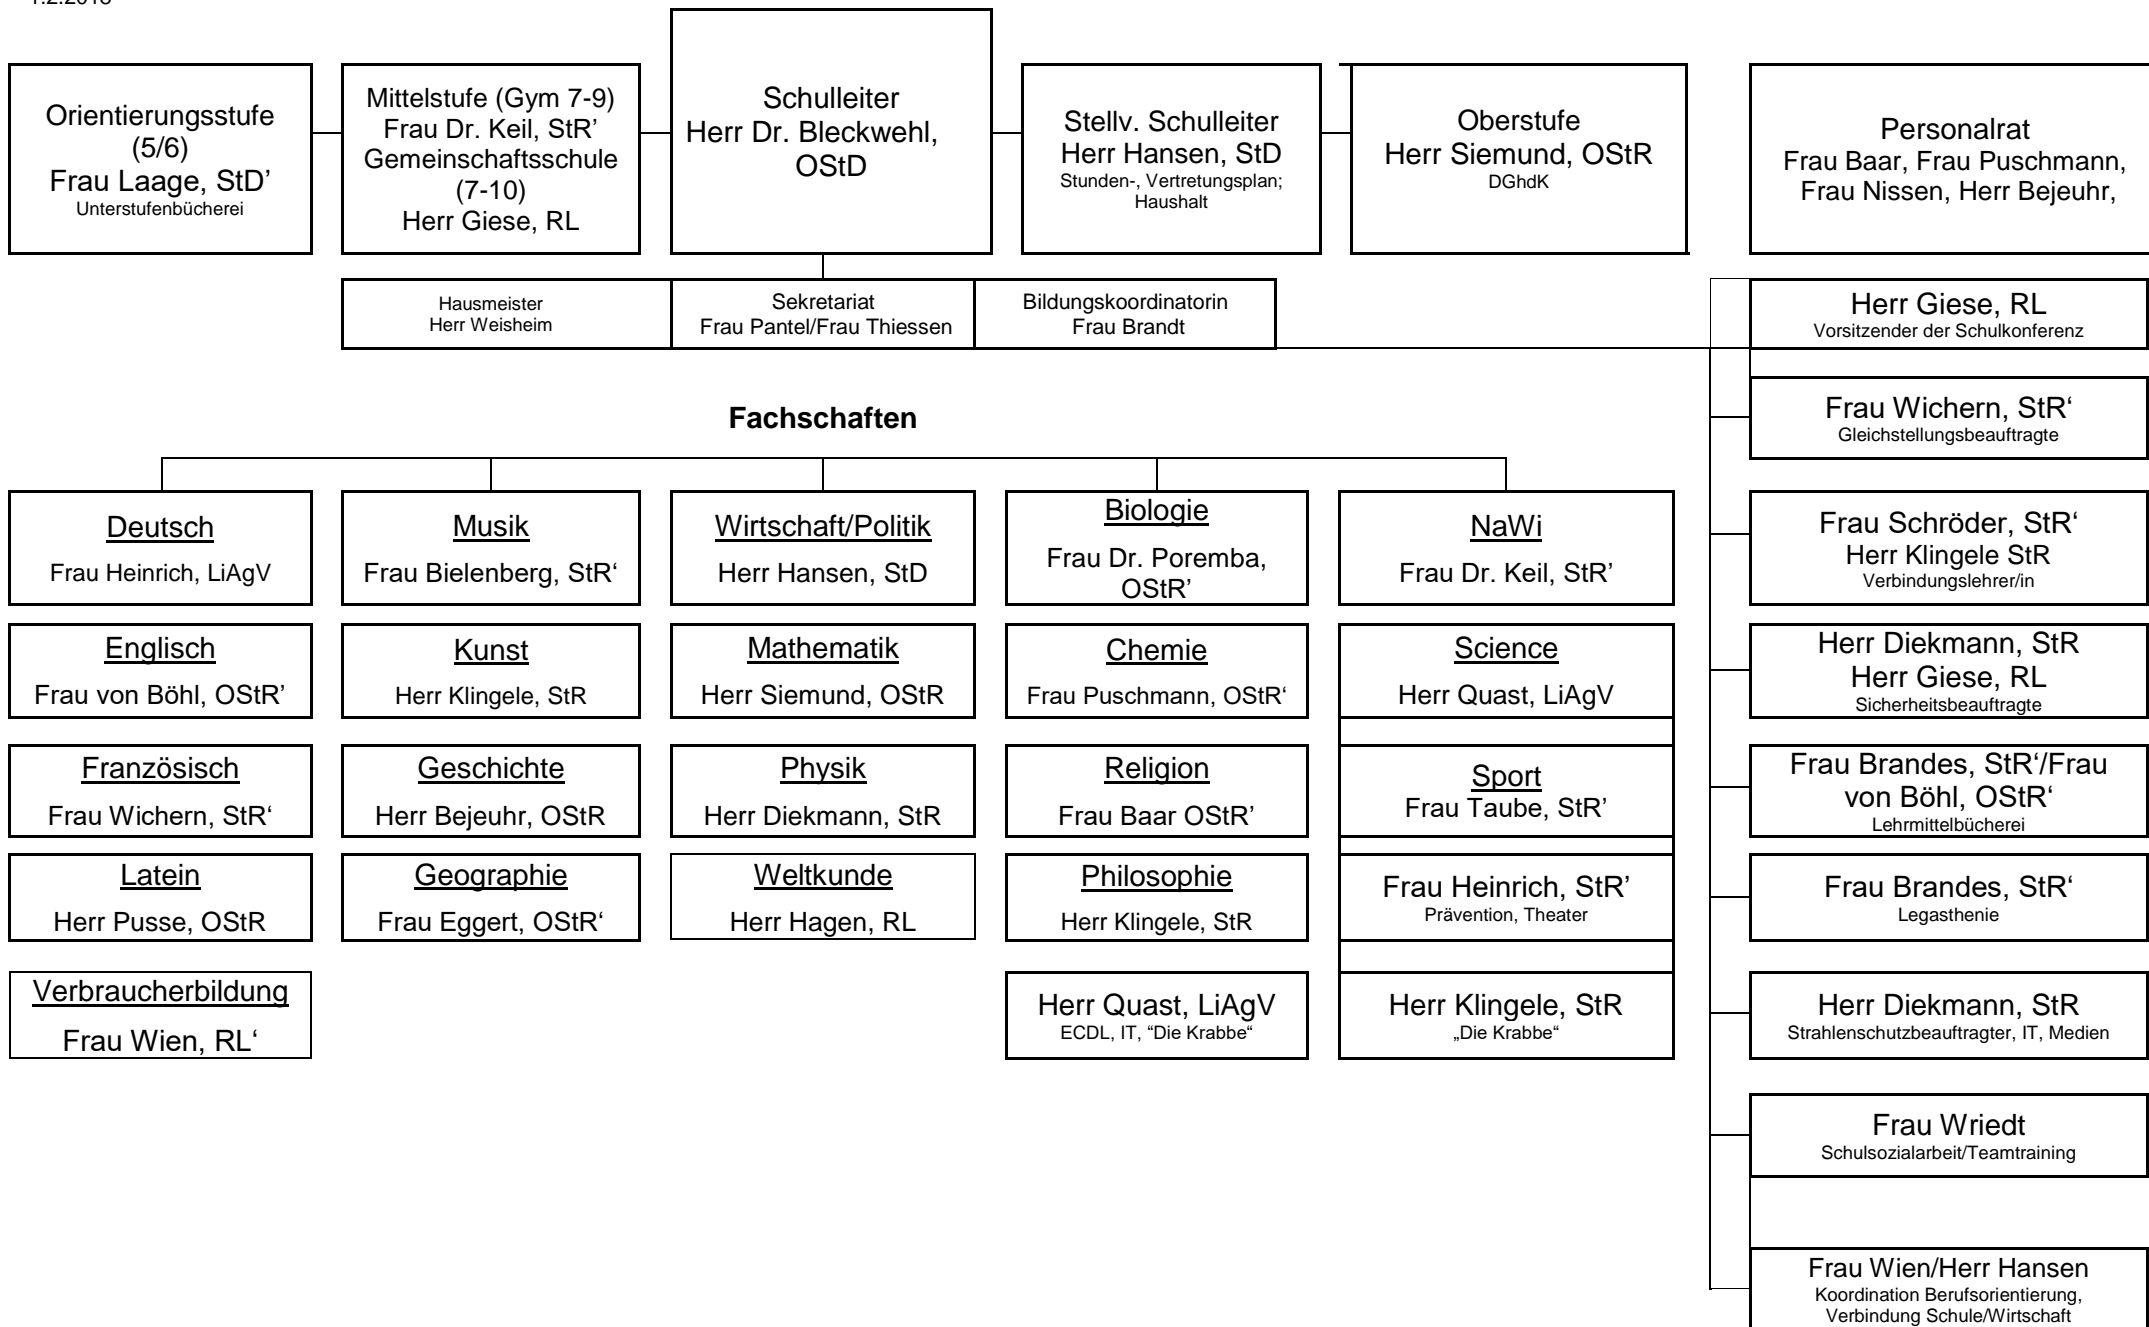 Orientierungsstufe
(5/6)
Frau Laage, StD’
Unterstufenbücherei
Mittelstufe (Gym 7-9)
Frau Dr. Keil, StR’
Gemeinschaftsschule
(7-10)
Herr Giese, RL
Schulleiter
Herr Dr. Bleckwehl,
OStD
Stellv. Schulleiter
Herr Hansen, StD
Stunden-, Vertretungsplan;
Haushalt
Oberstufe
Herr Siemund, OStR
DGhdK
Personalrat
Frau Baar, Frau Puschmann,
Frau Nissen, Herr Bejeuhr,
Hausmeister
Herr Weisheim
Sekretariat
Frau Pantel/Frau Thiessen
Bildungskoordinatorin
Frau Brandt
Herr Giese, RL
Vorsitzender der Schulkonferenz
Frau Wichern, StR‘
Gleichstellungsbeauftragte
Fachschaften
Deutsch
Frau Heinrich, LiAgV
Musik
Frau Bielenberg, StR‘
Wirtschaft/Politik
Herr Hansen, StD
Biologie
Frau Dr. Poremba,
OStR’
NaWi
Frau Dr. Keil, StR’
Frau Schröder, StR‘
Herr Klingele StR
Verbindungslehrer/in
Englisch
Frau von Böhl, OStR’
Kunst
Herr Klingele, StR
Mathematik
Herr Siemund, OStR
Chemie
Frau Puschmann, OStR‘
Science
Herr Quast, LiAgV
Herr Diekmann, StR
Herr Giese, RL
Sicherheitsbeauftragte
Französisch
Frau Wichern, StR‘
Geschichte
Herr Bejeuhr, OStR
Physik
Herr Diekmann, StR
Religion
Frau Baar OStR’
Sport
Frau Taube, StR’
Frau Brandes, StR‘/Frau
von Böhl, OStR‘
Lehrmittelbücherei
Latein
Herr Pusse, OStR
Geographie
Frau Eggert, OStR‘
Weltkunde
Herr Hagen, RL
Philosophie
Herr Klingele, StR
Frau Heinrich, StR’
Prävention, Theater
Frau Brandes, StR‘
Legasthenie
Verbraucherbildung
Frau Wien, RL‘
Herr Quast, LiAgV
ECDL, IT, “Die Krabbe“
Herr Klingele, StR
„Die Krabbe“
Herr Diekmann, StR
Strahlenschutzbeauftragter, IT, Medien
Frau Wriedt
Schulsozialarbeit/Teamtraining
Frau Wien/Herr Hansen
Koordination Berufsorientierung,
Verbindung Schule/Wirtschaft